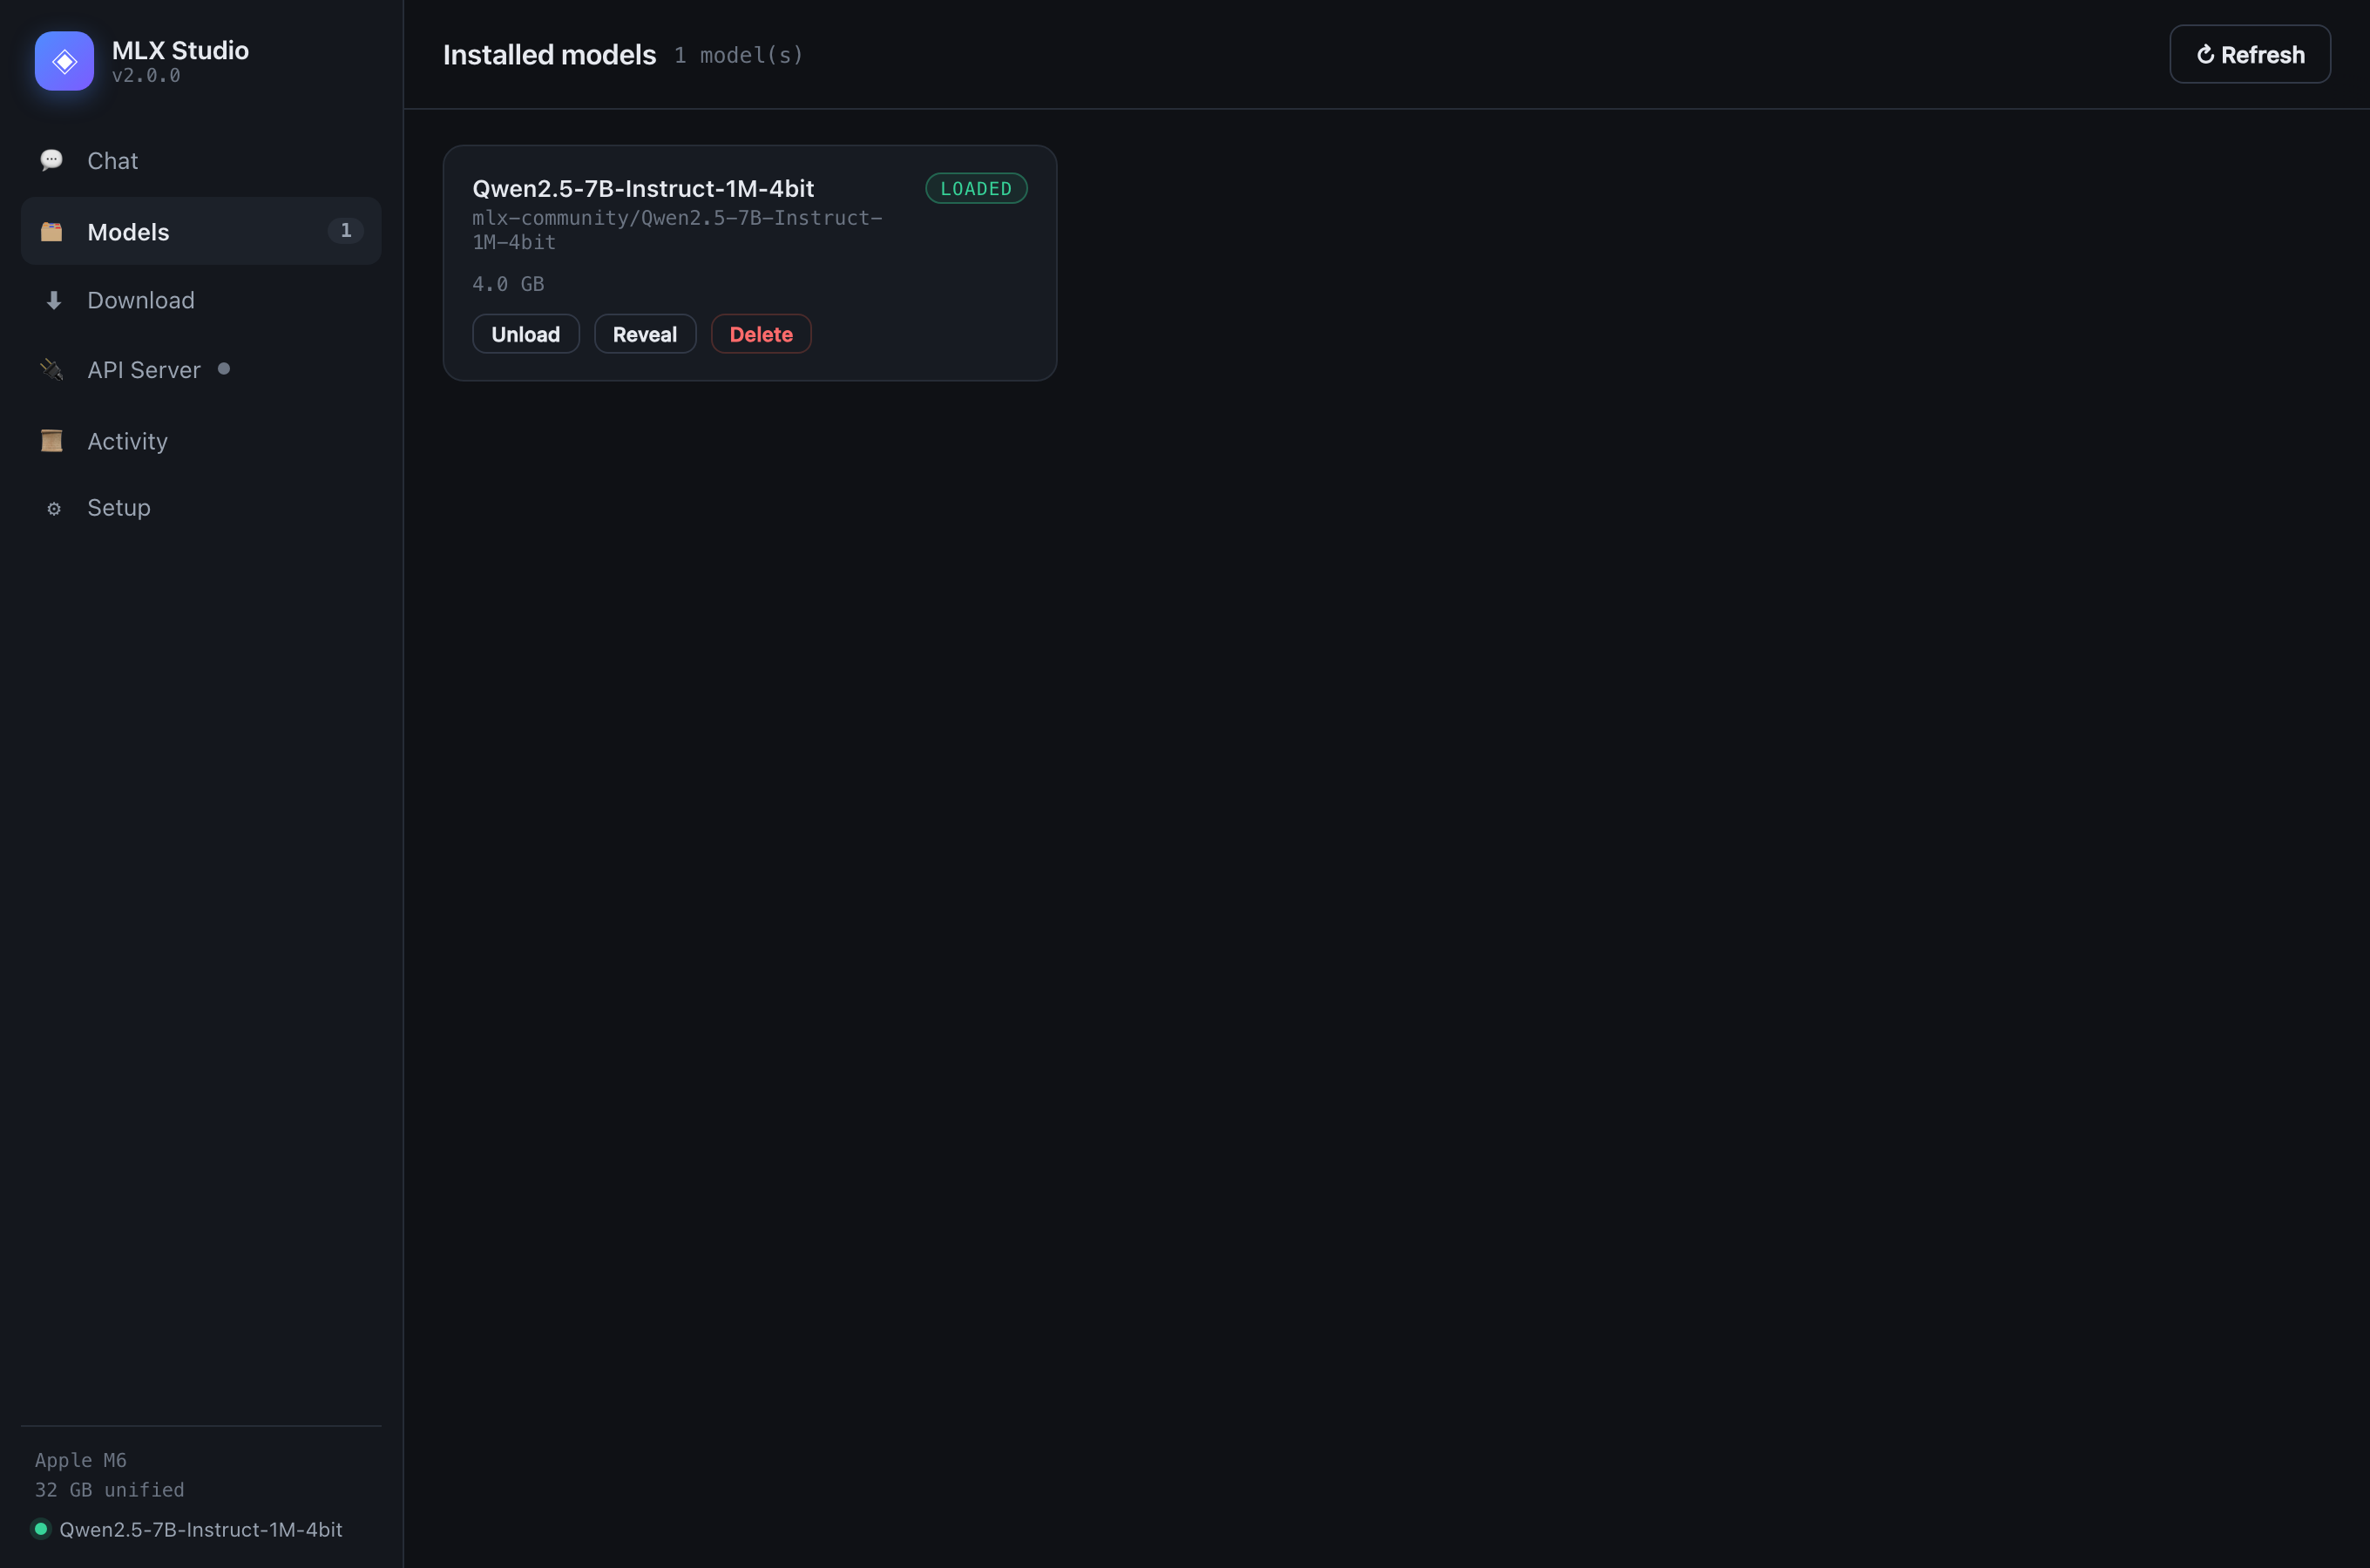 MLX Studio
v2.0.0
Chat
Models 1
Download
API Server
Activity
Setup
Apple M6
32 GB unified
Qwen2.5-7B-Instruct-1M-4bit
Installed models 1 model(s)
↻ Refresh
Qwen2.5-7B-Instruct-1M-4bit LOADED
mlx-community/Qwen2.5-7B-Instruct-
1M-4bit
4.0 GB
Unload Reveal Delete